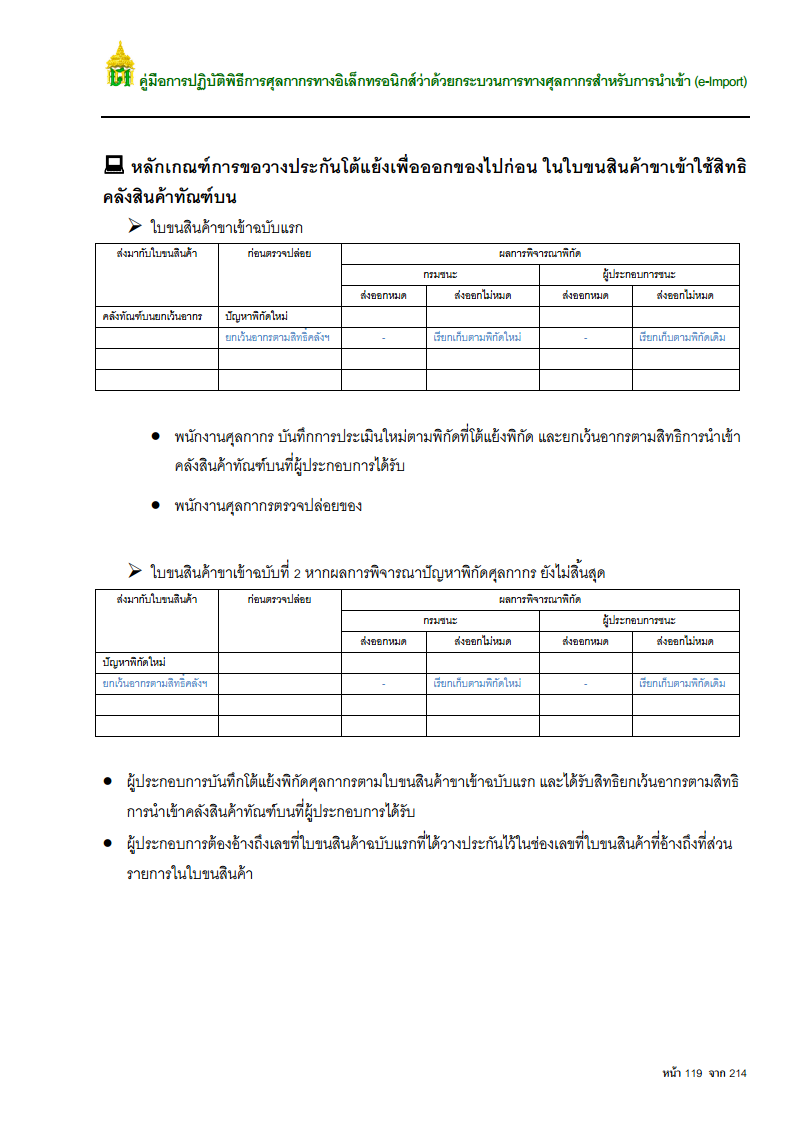 คู่มือการปฏิบัติพิธีการศุลกากรทางอิเล็กทรอนิกส์ว่าด้วยกระบวนการทางศุลกากรสำหรับการนำเข้า (e-Import)
หลักเกณฑ์การขอวางประกันโต้แย้งเพื่อออกของไปก่อน ในใบขนสินค้าขาเข้าใช้สิทธิ
คลังสินค้าทัณฑ์บน
ใบขนสินค้าขาเข้าฉบับแรก
ส่งมากับใบขนสินค้า ก่อนตรวจปล่อย ผลการพิจารณาพิกัด
กรมชนะ ผู้ประกอบการชนะ
ส่งออกหมด ส่งออกไม่หมด ส่งออกหมด ส่งออกไม่หมด
คลังทัณฑ์บนยกเว้นอากร ปัญหาพิกัดใหม่
ยกเว้นอากรตามสิทธิ์คลังฯ - เรียกเก็บตามพิกัดใหม่ - เรียกเก็บตามพิกัดเดิม
• พนักงานศุลกากร บันทึกการประเมินใหม่ตามพิกัดที่โต้แย้งพิกัด และยกเว้นอากรตามสิทธิการนำเข้า
คลังสินค้าทัณฑ์บนที่ผู้ประกอบการได้รับ
• พนักงานศุลกากรตรวจปล่อยของ
ใบขนสินค้าขาเข้าฉบับที่ 2 หากผลการพิจารณาปัญหาพิกัดศุลกากร ยังไม่สิ้นสุด
ส่งมากับใบขนสินค้า ก่อนตรวจปล่อย ผลการพิจารณาพิกัด
กรมชนะ ผู้ประกอบการชนะ
ส่งออกหมด ส่งออกไม่หมด ส่งออกหมด ส่งออกไม่หมด
ปัญหาพิกัดใหม่
ยกเว้นอากรตามสิทธิ์คลังฯ - เรียกเก็บตามพิกัดใหม่ - เรียกเก็บตามพิกัดเดิม
• ผู้ประกอบการบันทึกโต้แย้งพิกัดศุลกากรตามใบขนสินค้าขาเข้าฉบับแรก และได้รับสิทธิยกเว้นอากรตามสิทธิ
การนำเข้าคลังสินค้าทัณฑ์บนที่ผู้ประกอบการได้รับ
• ผู้ประกอบการต้องอ้างถึงเลขที่ใบขนสินค้าฉบับแรกที่ได้วางประกันไว้ในช่องเลขที่ใบขนสินค้าที่อ้างถึงที่ส่วน
รายการในใบขนสินค้า
หน้า 119 จาก 214